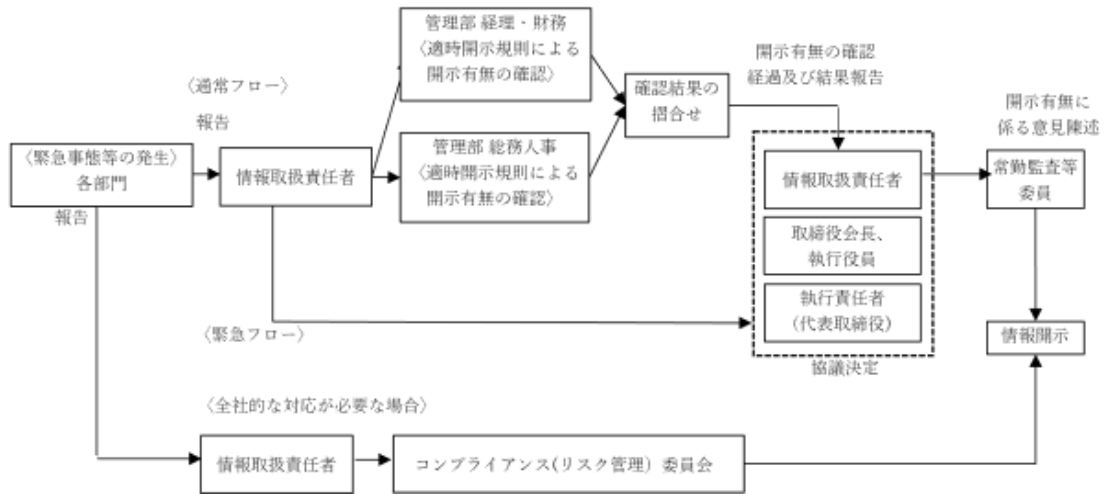 管理部 経理・財務
〈適時開示規則による
開示有無の確認〉
〈通常フロー〉
報告
確認結果の
摺合せ
開示有無の確認
経過及び結果報告
開示有無に
係る意見陳述
〈緊急事態等の発生〉
各部門
情報取扱責任者
管理部 総務人事
〈適時開示規則による
開示有無の確認〉
情報取扱責任者
常勤監査等
委員
報告
取締役会長、
執行役員
執行責任者
(代表取締役)
〈緊急フロー〉
情報開示
協議決定
〈全社的な対応が必要な場合〉
情報取扱責任者
コンプライアンス(リスク管理) 委員会